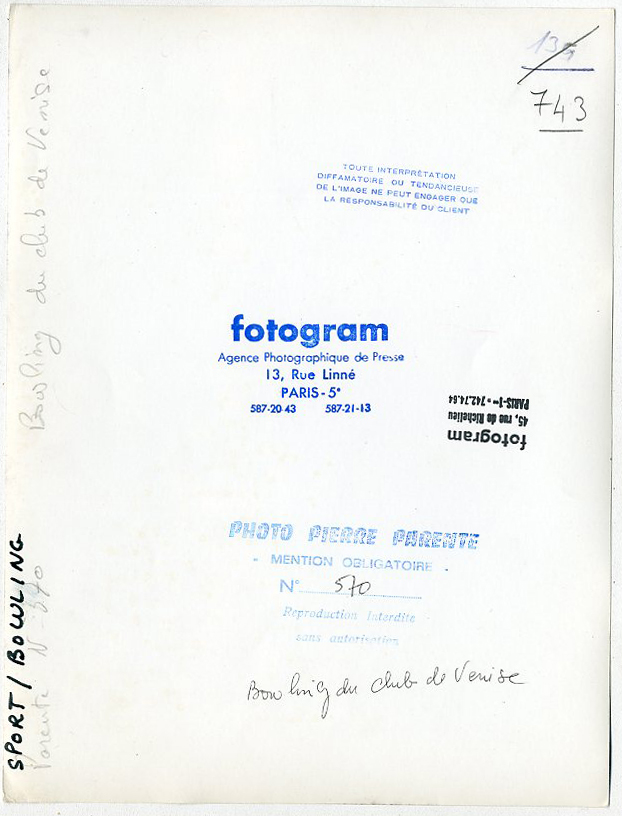 743
TOUTE INTERPRÉTATION
DIFFAMATOIRE OU TENDANCIEUSE
DE L'IMAGE NE PEUT ENGAGER QUE
LA RESPONSABILITÉ DU CLIENT
fotogram
Agence Photographique de Presse
13, Rue Linné
PARIS-5e
587-20 43 587-21-13
fotogram
45, rue de Richelieu
PARIS-1er - 742.74.84
PHOTO PIERRE PARENTE
- MENTION OBLIGATOIRE -
N° 570
Reproduction Interdite
sans autorisation
Bowling du club de Venise
Bowling du club de Venise
SPORT / BOWLING
Parente N°